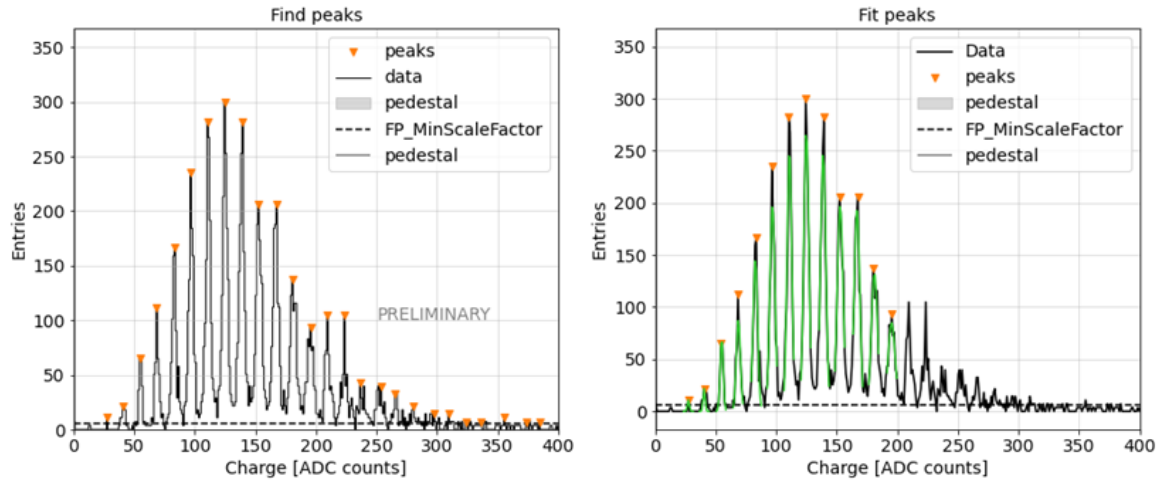 Find peaks
350
300
250
200
150
100
50
0
Entries
peaks
data
pedestal
FP_MinScaleFactor
pedestal
PRELIMINARY
0 50 100 150 200 250 300 350 400
Charge [ADC counts]
Fit peaks
350
300
250
200
150
100
50
0
Entries
Data
peaks
pedestal
FP_MinScaleFactor
pedestal
0 50 100 150 200 250 300 350 400
Charge [ADC counts]